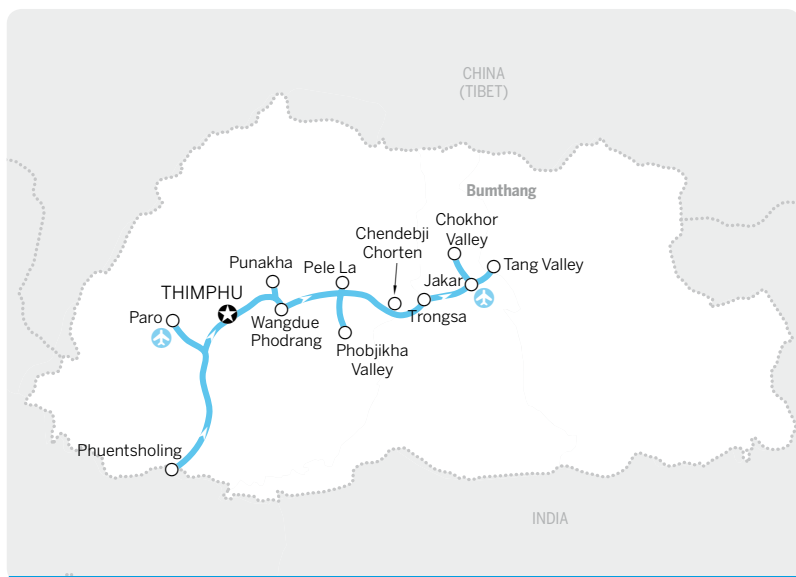 CHINA
(TIBET)
Bumthang
Chokhor
Valley
Chendebji
Chorten
Tang Valley
Punakha
Pele La
Jakar
THIMPHU
Paro
Wangdue
Phodrang
Trongsa
Phobjikha
Valley
Phuentsholing
INDIA